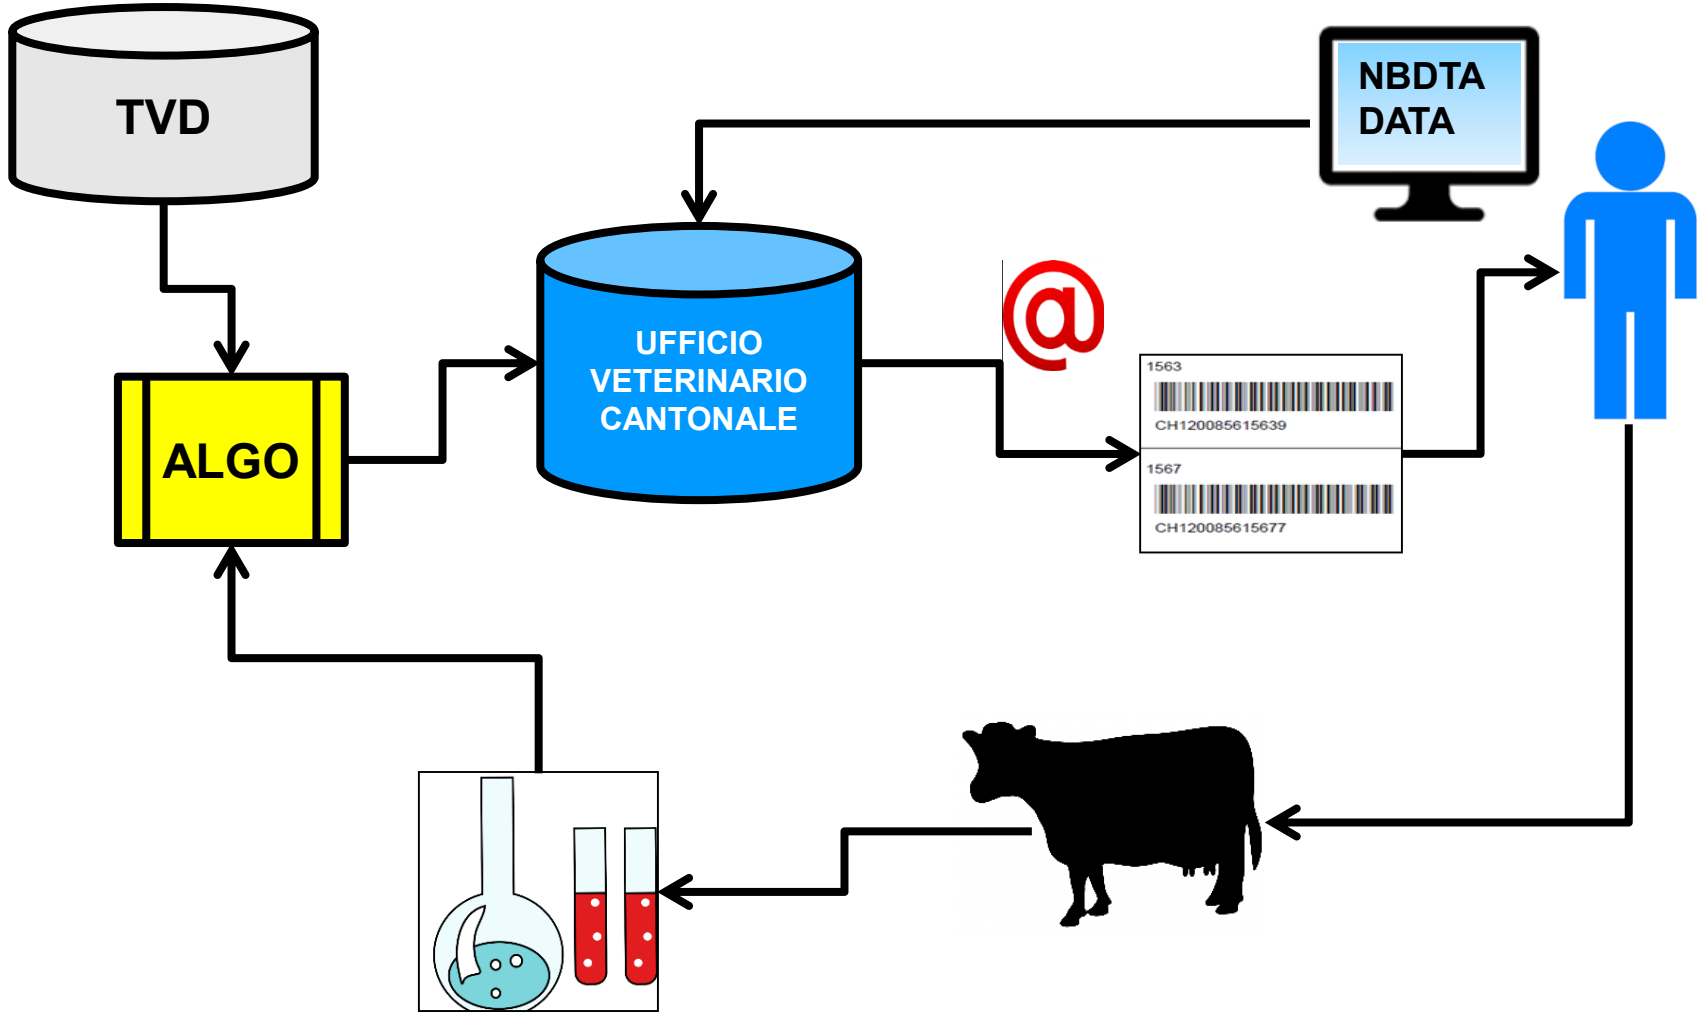 TVD
NBDTA
DATA
@
UFFICIO
VETERINARIO
CANTONALE
1563
CH120085615639
1567
CH120085615677
ALGO